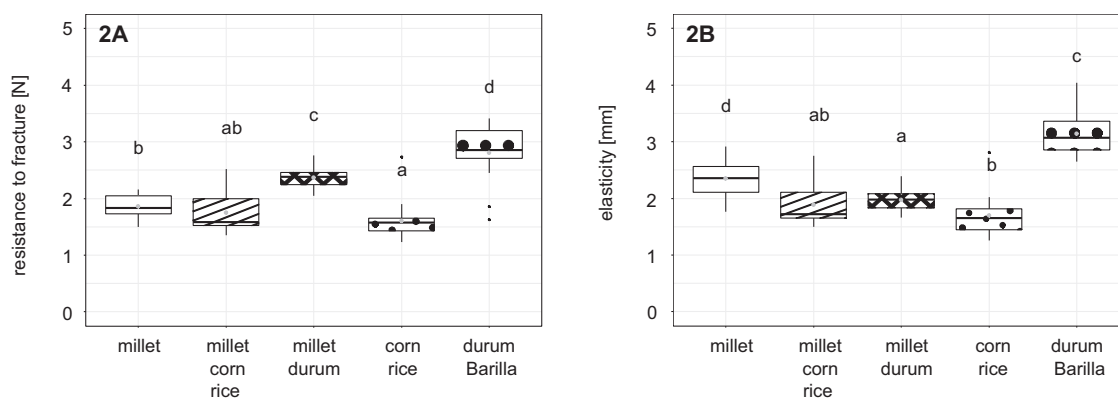 2A
resistance to fracture [N]
5
4
3
2
1
0
b
ab
c
a
d
millet
millet
corn
rice
millet
durum
corn
rice
durum
Barilla
2B
elasticity [mm]
5
4
3
2
1
0
d
ab
a
b
c
millet
millet
corn
rice
millet
durum
corn
rice
durum
Barilla